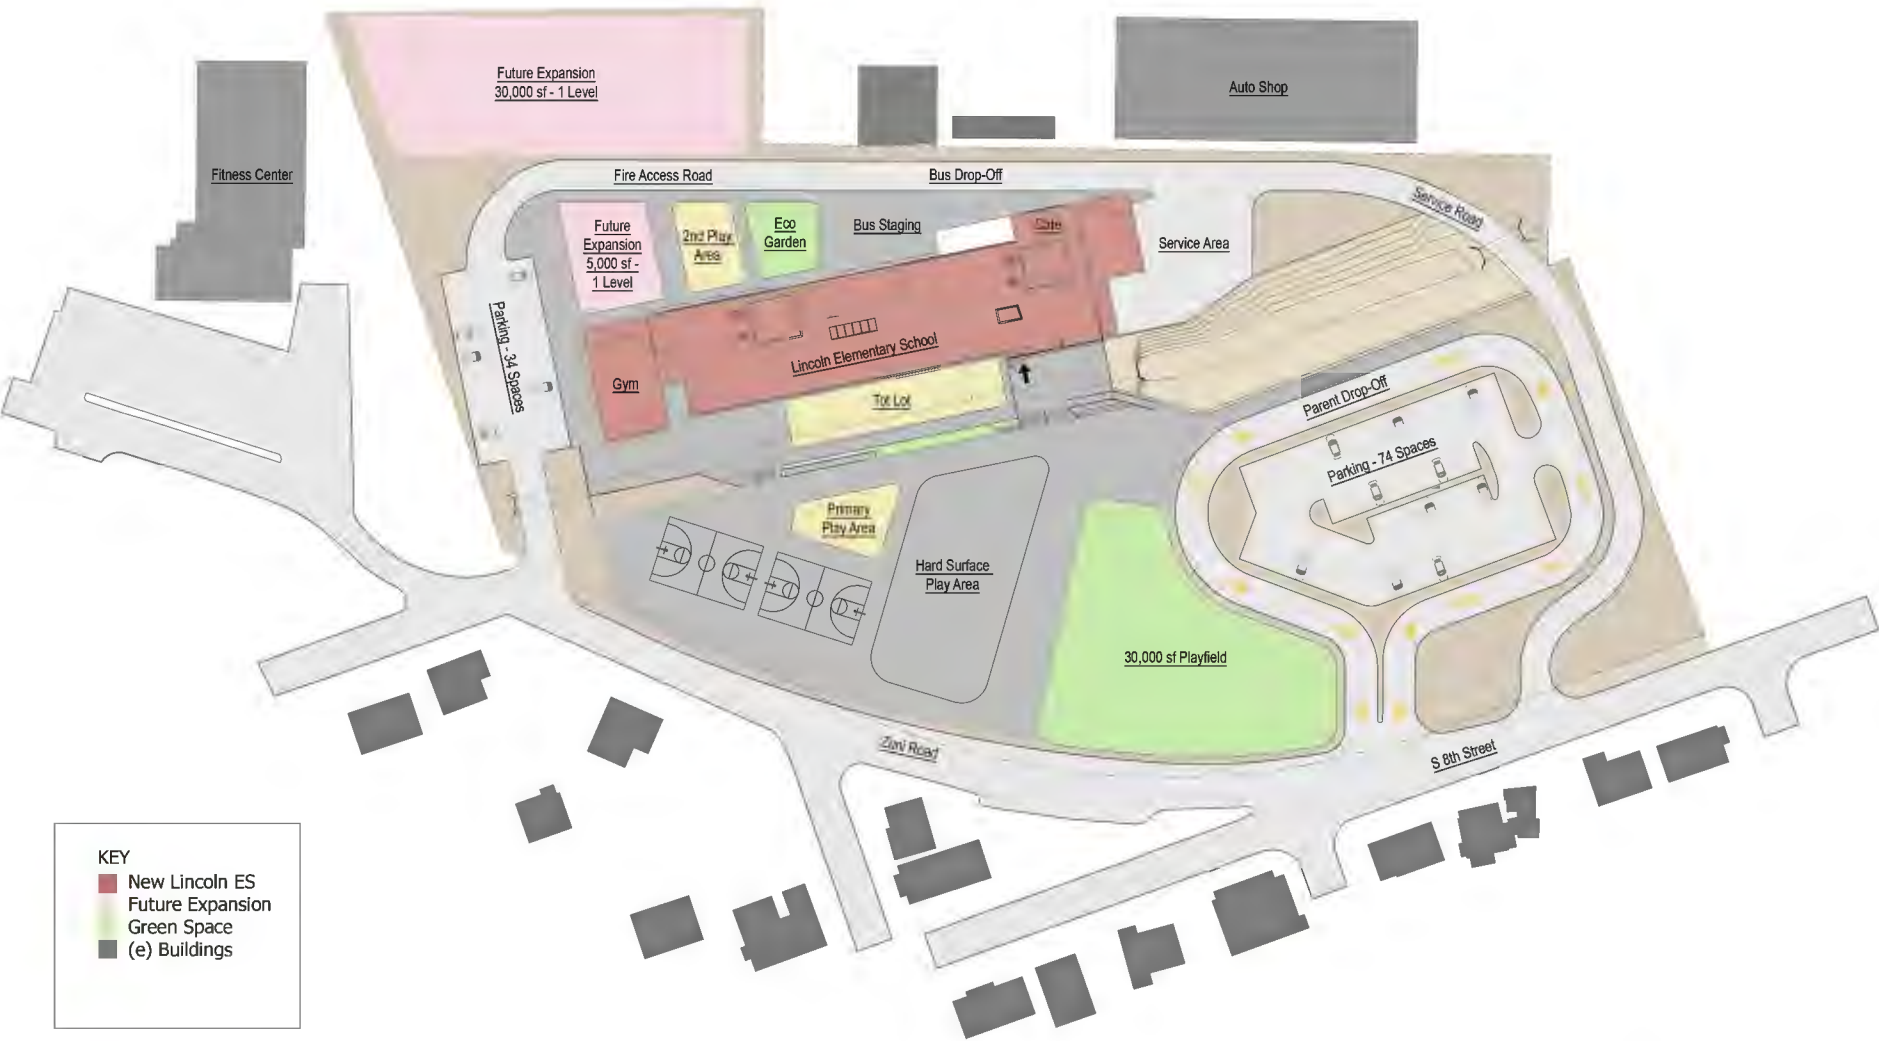 Future Expansion
30,000 sf - 1 Level
Auto Shop
Fitness Center
Fire Access Road
Bus Drop-Off
Service Road
Future
Expansion
5,000 sf -
1 Level
2nd Play
Area
Eco
Garden
Bus Staging
Cafe
Service Area
Parking - 34 Spaces
Lincoln Elementary School
Gym
Tot Lot
Parent Drop-Off
Parking - 74 Spaces
Primary
Play Area
Hard Surface
Play Area
30,000 sf Playfield
Zuni Road
S 8th Street
KEY
New Lincoln ES
Future Expansion
Green Space
(e) Buildings